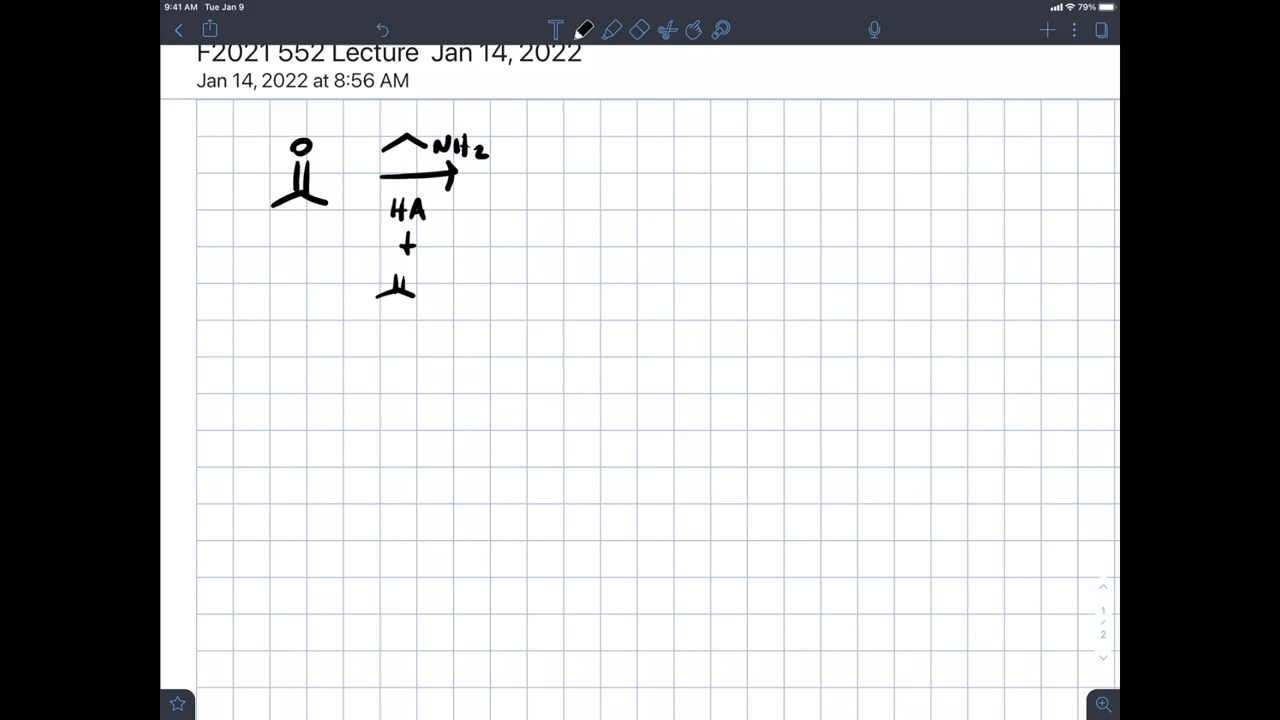 9:41 AM Tue Jan 9
79%
T
F2021 552 Lecture Jan 14, 2022
Jan 14, 2022 at 8:56 AM
O
NH2
HA
+
1
/
2